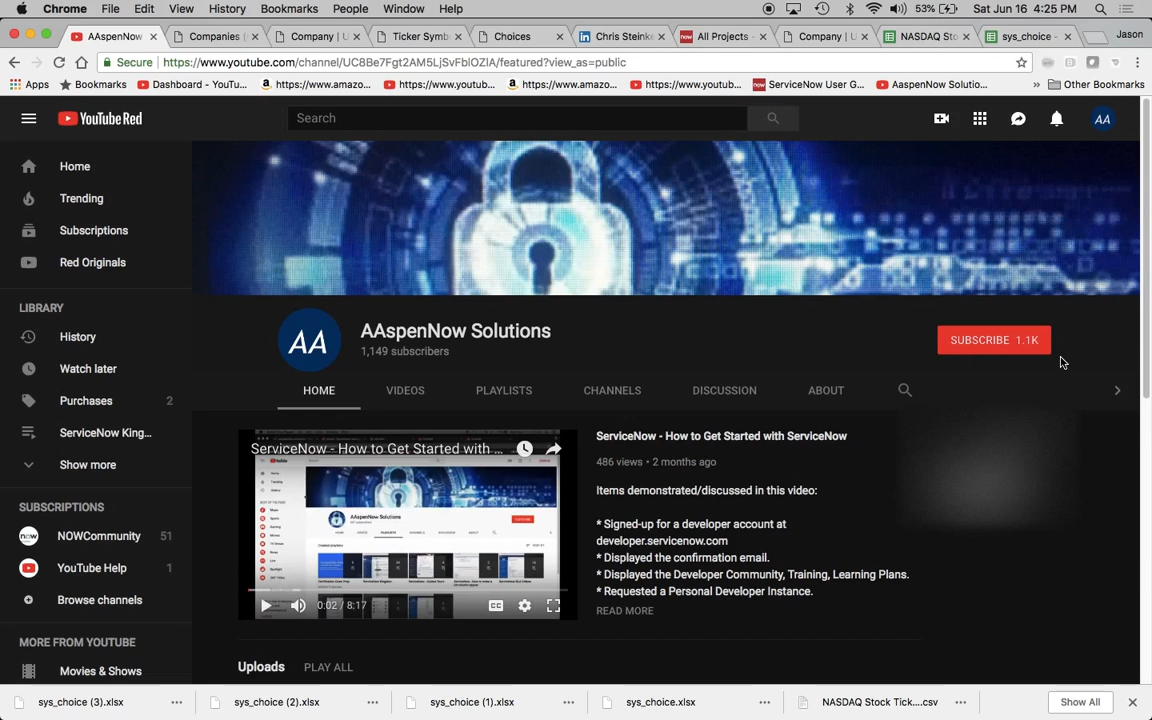 Chrome File Edit View History Bookmarks People Window Help 53% Sat Jun 16 4:25 PM
AAspenNow Companies ( Company | U Ticker Symb Choices Chris Steink All Projects - Company | U NASDAQ Sto sys_choice - Jason
Secure https://www.youtube.com/channel/UC8Be7Fgt2AM5LjSvFblOZlA/featured?view_as=public
Apps Bookmarks Dashboard - YouTu... https://www.amazo... https://www.youtub... https://www.amazo... https://www.youtub... ServiceNow User G... AaspenNow Solutio... » Other Bookmarks
YouTube Red Search AA
Home
Trending
Subscriptions
Red Originals
LIBRARY
History
Watch later
Purchases 2
ServiceNow King...
Show more
SUBSCRIPTIONS
NOWCommunity 51
YouTube Help 1
Browse channels
MORE FROM YOUTUBE
Movies & Shows
AA
AAspenNow Solutions
1,149 subscribers
SUBSCRIBE 1.1K
HOME VIDEOS PLAYLISTS CHANNELS DISCUSSION ABOUT
ServiceNow - How to Get Started with ...
AAspenNow Solutions
0:02 / 8:17
ServiceNow - How to Get Started with ServiceNow
486 views • 2 months ago
Items demonstrated/discussed in this video:
* Signed-up for a developer account at
developer.servicenow.com
* Displayed the confirmation email.
* Displayed the Developer Community, Training, Learning Plans.
* Requested a Personal Developer Instance.
READ MORE
Uploads PLAY ALL
sys_choice (3).xlsx sys_choice (2).xlsx sys_choice (1).xlsx sys_choice.xlsx NASDAQ Stock Tick....csv Show All